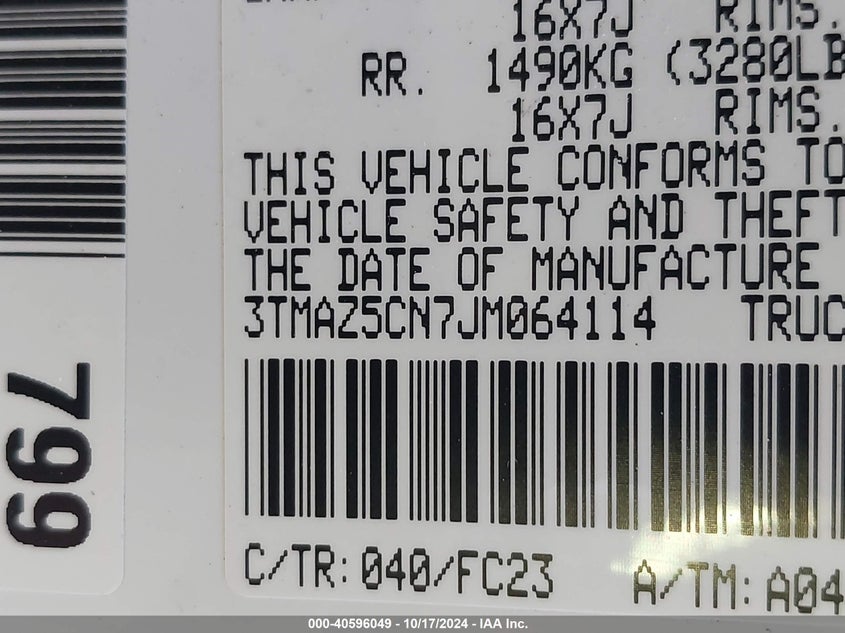 16X7J RIMS.
RR. 1490KG (3280LB
16X7J RIMS.
THIS VEHICLE CONFORMS TO
VEHICLE SAFETY AND THEFT
THE DATE OF MANUFACTURE
3TMAZ5CN7JM064114 TRUC
C/TR: 040/FC23 A/TM: A04
799
000-40596049 - 10/17/2024 - IAA Inc.